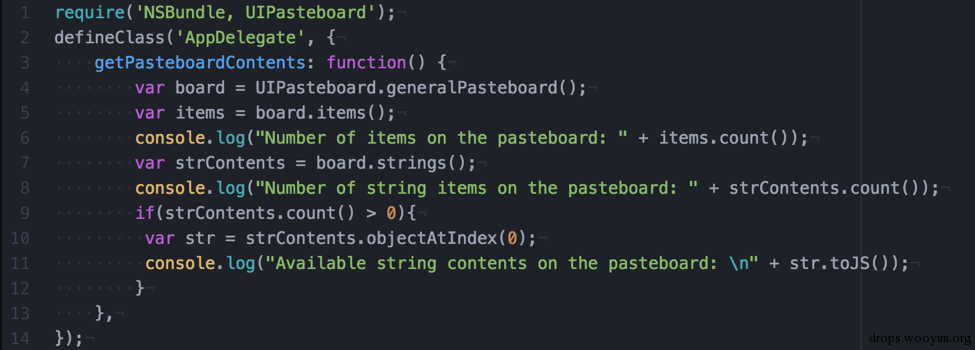 1 require('NSBundle, UIPasteboard');¬
2 defineClass('AppDelegate', {¬
3 ····getPasteboardContents: function() {¬
4 ········var board = UIPasteboard.generalPasteboard();¬
5 ········var items = board.items();¬
6 ········console.log("Number of items on the pasteboard: " + items.count());¬
7 ········var strContents = board.strings();¬
8 ········console.log("Number of string items on the pasteboard: " + strContents.count());¬
9 ········if(strContents.count() > 0){¬
10 ·········var str = strContents.objectAtIndex(0);¬
11 ·········console.log("Available string contents on the pasteboard: \n" + str.toJS());¬
12 ········}¬
13 ····},¬
14 });¬
drops.wooyun.org